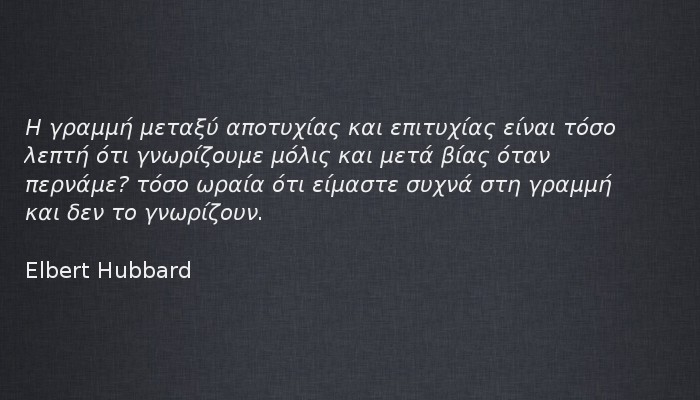 Η γραμμή μεταξύ αποτυχίας και επιτυχίας είναι τόσο
λεπτή ότι γνωρίζουμε μόλις και μετά βίας όταν
περνάμε? τόσο ωραία ότι είμαστε συχνά στη γραμμή
και δεν το γνωρίζουν.
Elbert Hubbard